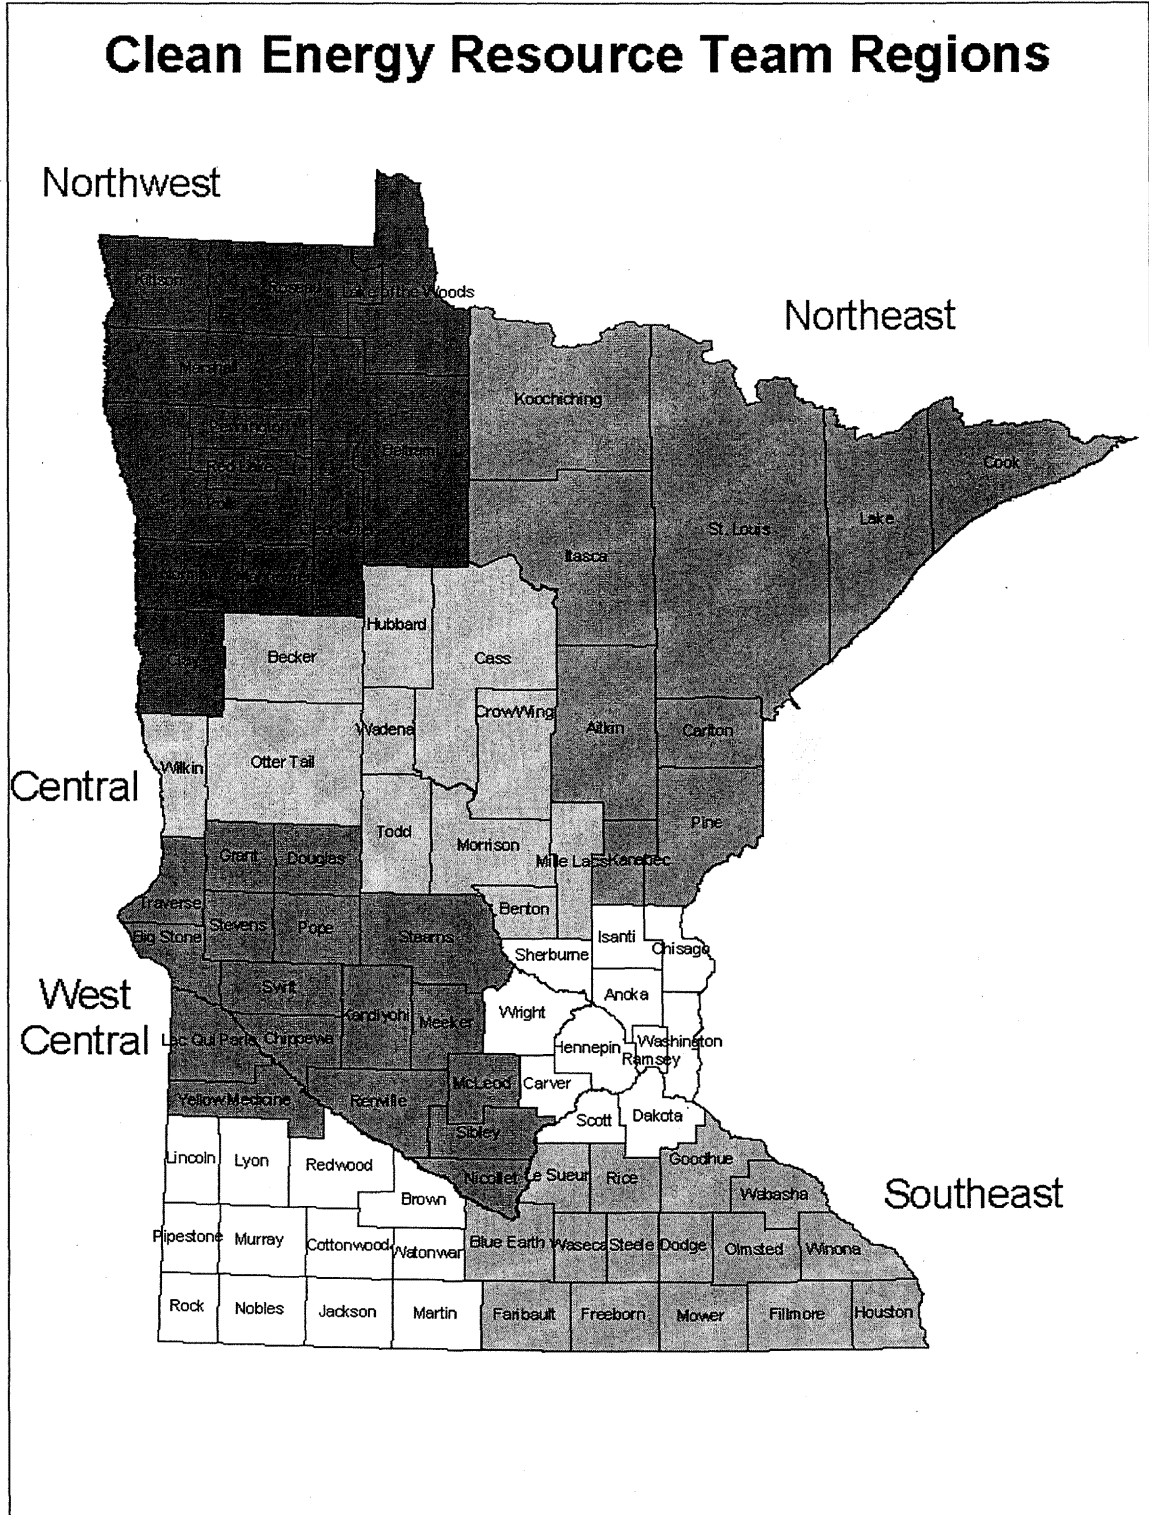 Clean Energy Resource Team Regions
Northwest
Northeast
Kittson
Lake of the Woods
Marshall
Koochiching
Pennington
Red Lake
Cook
St. Louis
Lake
Itasca
Hubbard
Becker
Cass
Clay
Crow Wing
Wadena
Aitkin
Carlton
Central
Wilkin
Otter Tail
Todd
Morrison
Pine
Mille Lacs
Kanabec
Grant
Douglas
Traverse
Big Stone
Stevens
Pope
Stearns
Benton
Sherburne
Isanti
Chisago
West
Central
Swift
Kandiyohi
Meeker
Wright
Anoka
Lac Qui Parle
Chippewa
Hennepin
Ramsey
Washington
Yellow Medicine
Renville
McLeod
Carver
Scott
Dakota
Sibley
Lincoln
Lyon
Redwood
Nicollet
Le Sueur
Rice
Goodhue
Wabasha
Southeast
Brown
Pipestone
Murray
Cottonwood
Watonwan
Blue Earth
Waseca
Steele
Dodge
Olmsted
Winona
Rock
Nobles
Jackson
Martin
Faribault
Freeborn
Mower
Fillmore
Houston